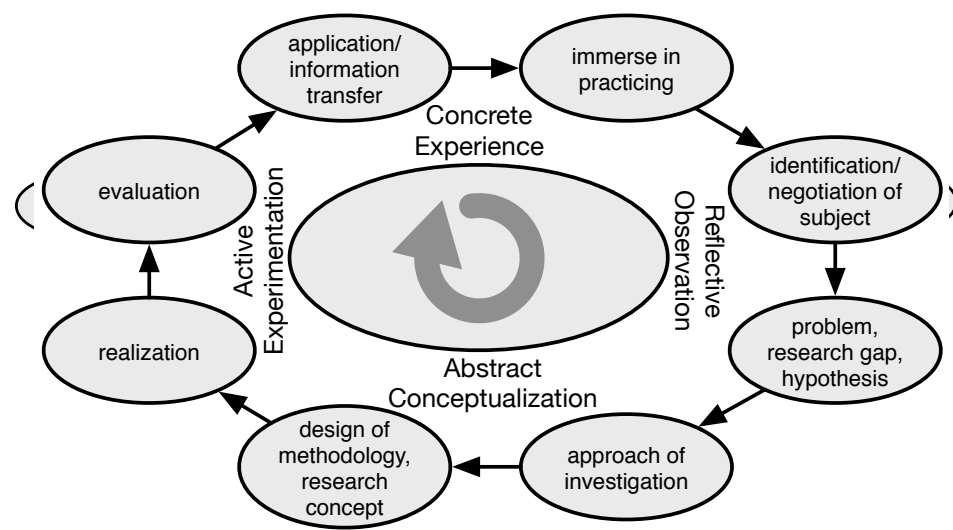 application/
information
transfer
immerse in
practicing
Concrete
Experience
evaluation
identification/
negotiation of
subject
Active
Experimentation
Reflective
Observation
realization
problem,
research gap,
hypothesis
Abstract
Conceptualization
design of
methodology,
research
concept
approach of
investigation